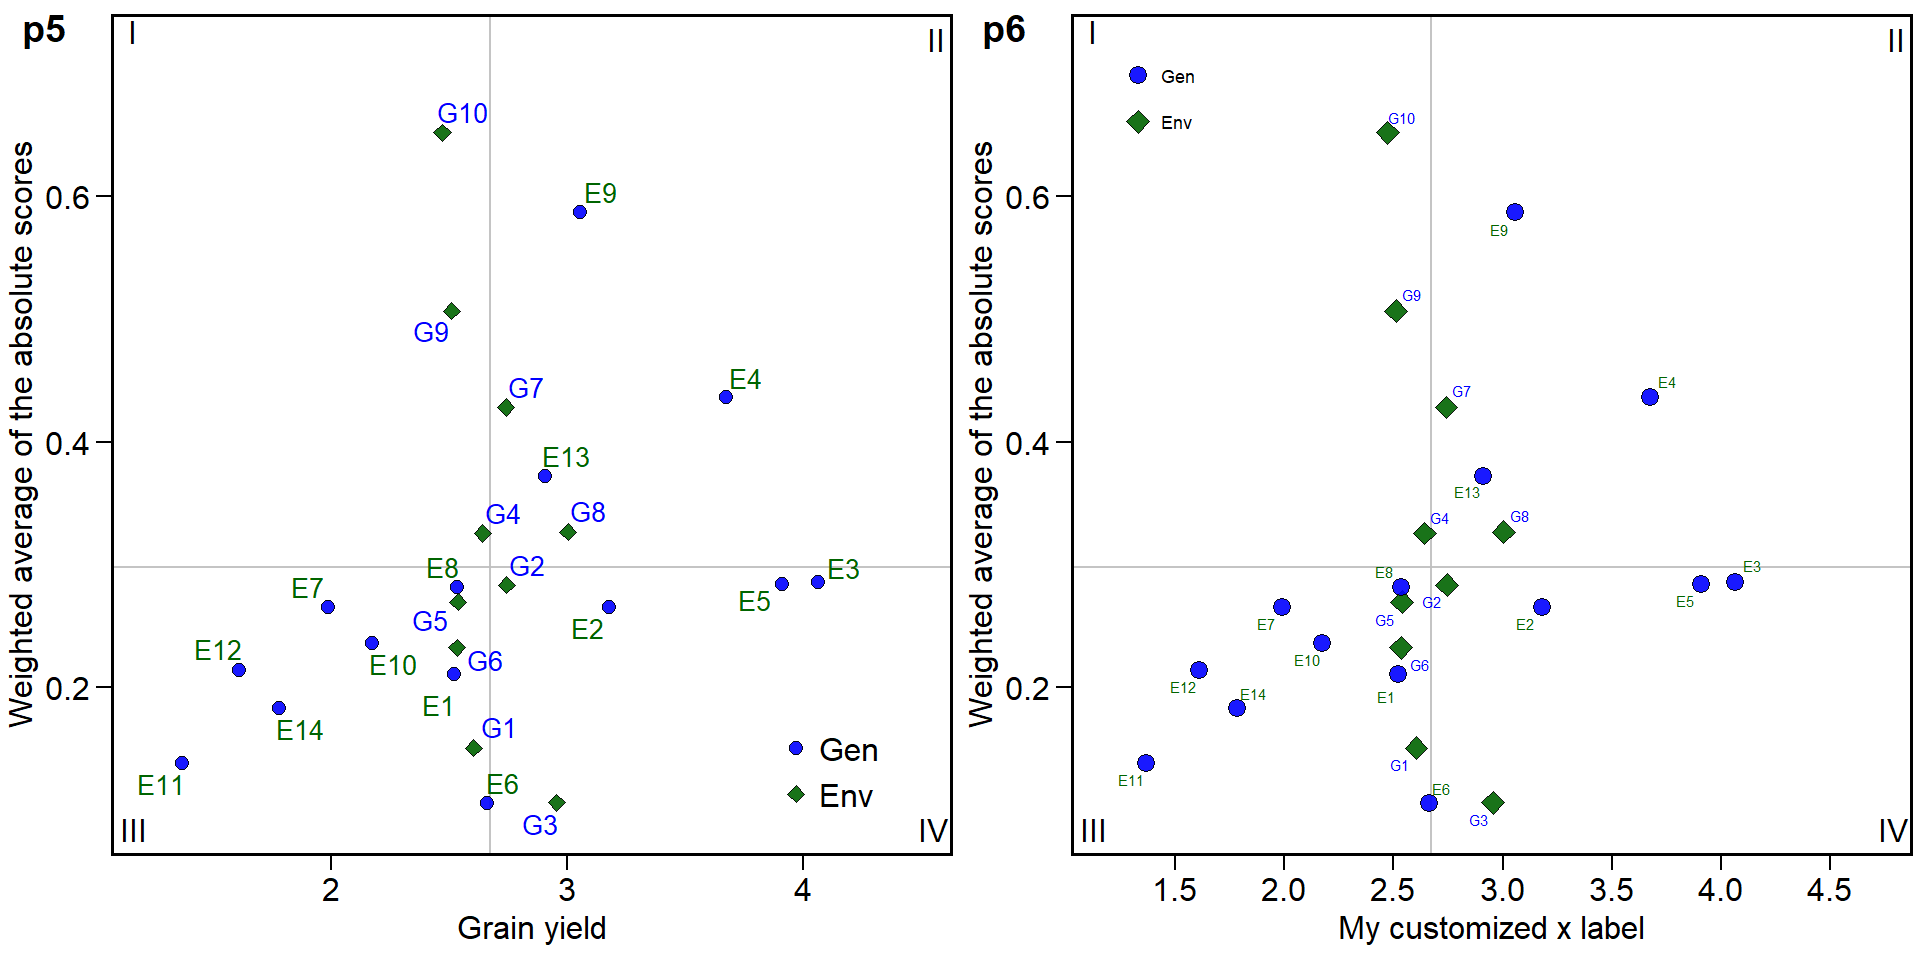 p5
I
II
G10
E9
0.6
G9
G7
E4
0.4
E13
G4
G8
E8
G2
E3
E7
E5
G5
E2
E12
E10
G6
0.2
E1
E14
G1
Gen
E11
E6
Env
G3
III
IV
2
3
4
Grain yield
Weighted average of the absolute scores
p6
I
II
Gen
Env
G10
0.6
E9
G9
E4
G7
0.4
E13
G4
G8
E3
E8
G2
E5
G5
E7
E2
E10
G6
E12
0.2
E14
E1
G1
E11
E6
G3
III
IV
1.5
2.0
2.5
3.0
3.5
4.0
4.5
My customized x label
Weighted average of the absolute scores